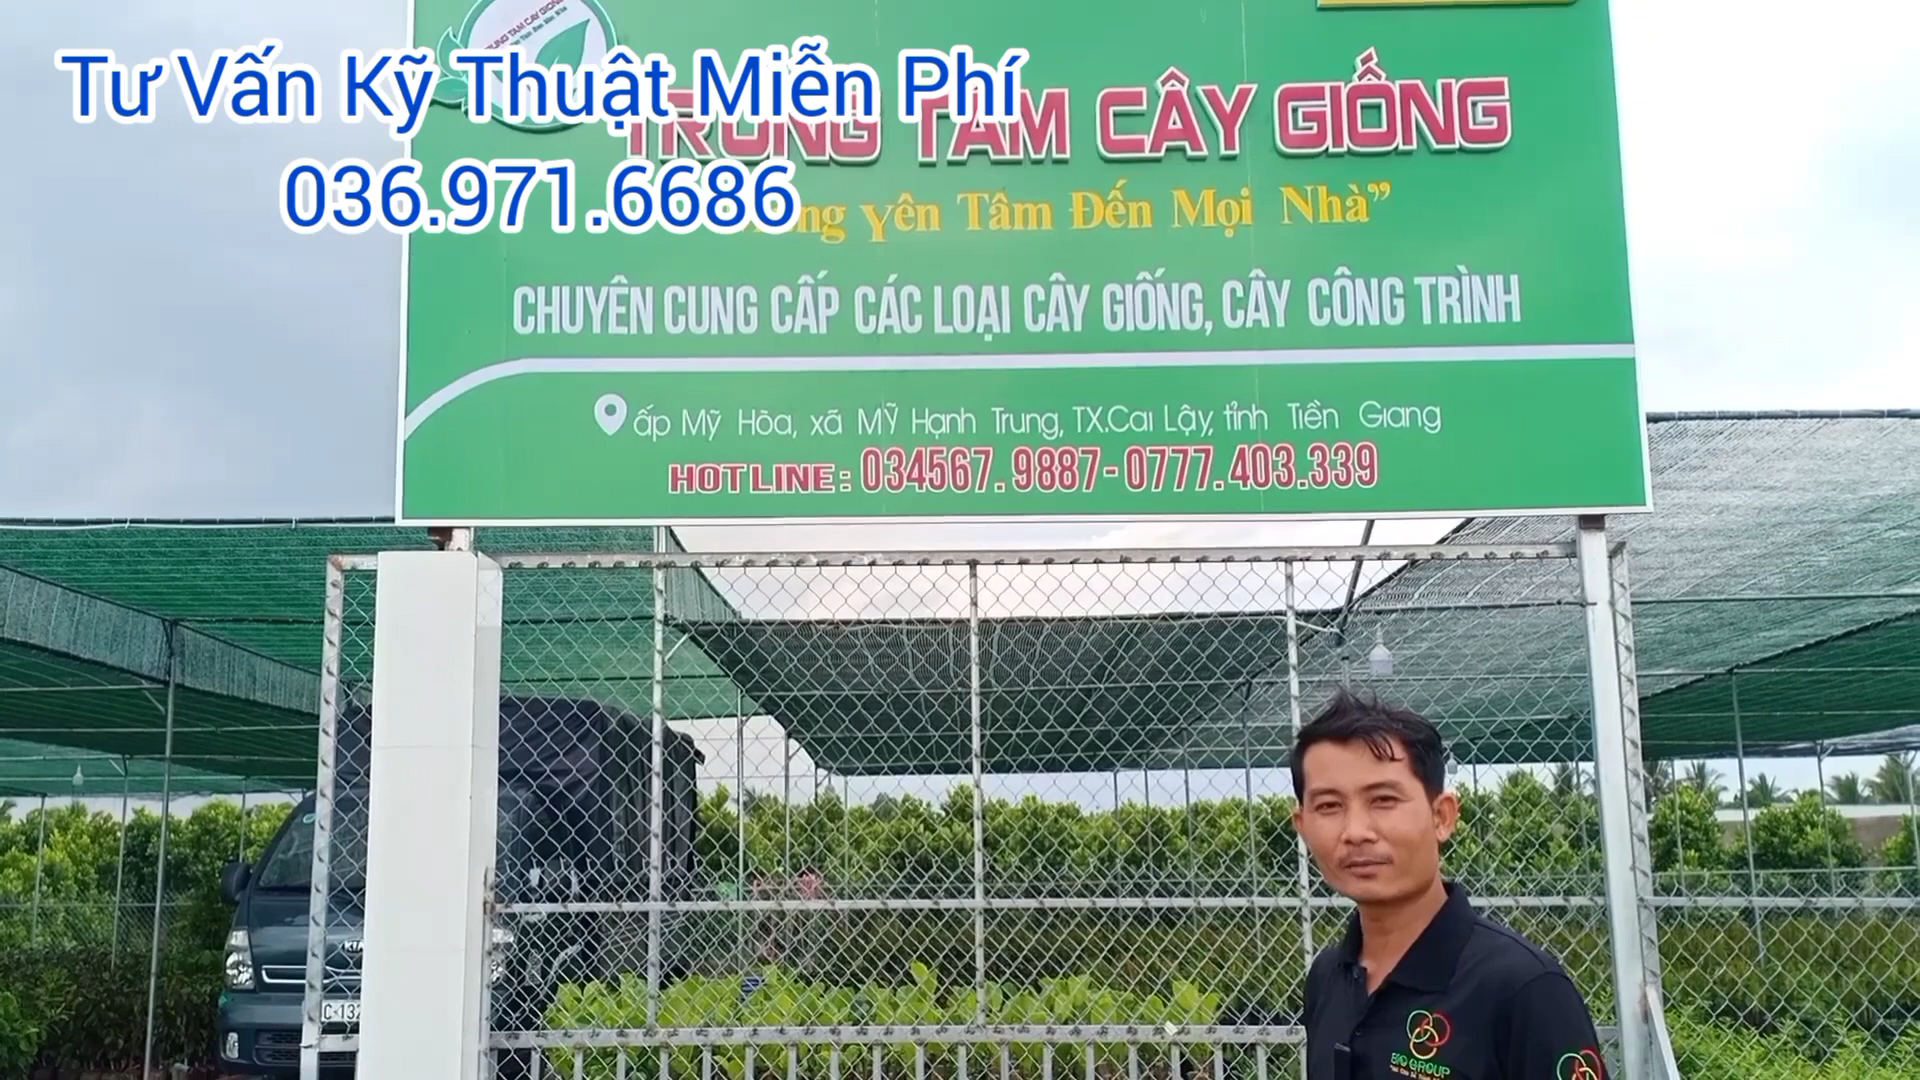 Tư Vấn Kỹ Thuật Miễn Phí
036.971.6686
TRUNG TÂM CÂY GIỐNG
Yên Tâm Đến Mọi Nhà”
CHUYÊN CUNG CẤP CÁC LOẠI CÂY GIỐNG, CÂY CÔNG TRÌNH
ấp Mỹ Hòa, xã MỸ Hạnh Trung, TX.Cai Lậy, tỉnh Tiền Giang
HOTLINE: 034567.9887-0777.403.339
KIA
GROUP